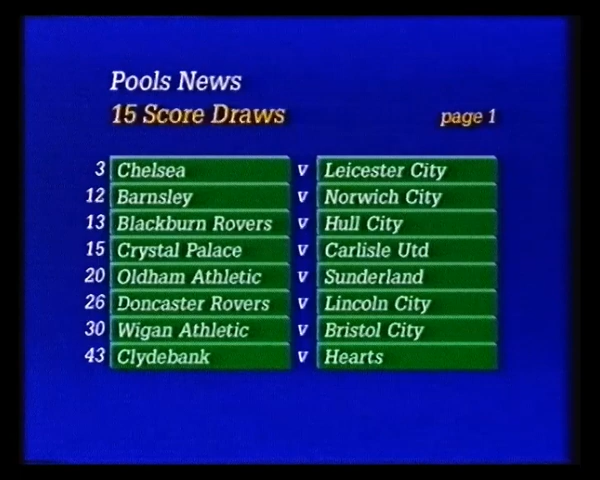 Pools News
15 Score Draws page 1
3 Chelsea v Leicester City
12 Barnsley v Norwich City
13 Blackburn Rovers v Hull City
15 Crystal Palace v Carlisle Utd
20 Oldham Athletic v Sunderland
26 Doncaster Rovers v Lincoln City
30 Wigan Athletic v Bristol City
43 Clydebank v Hearts